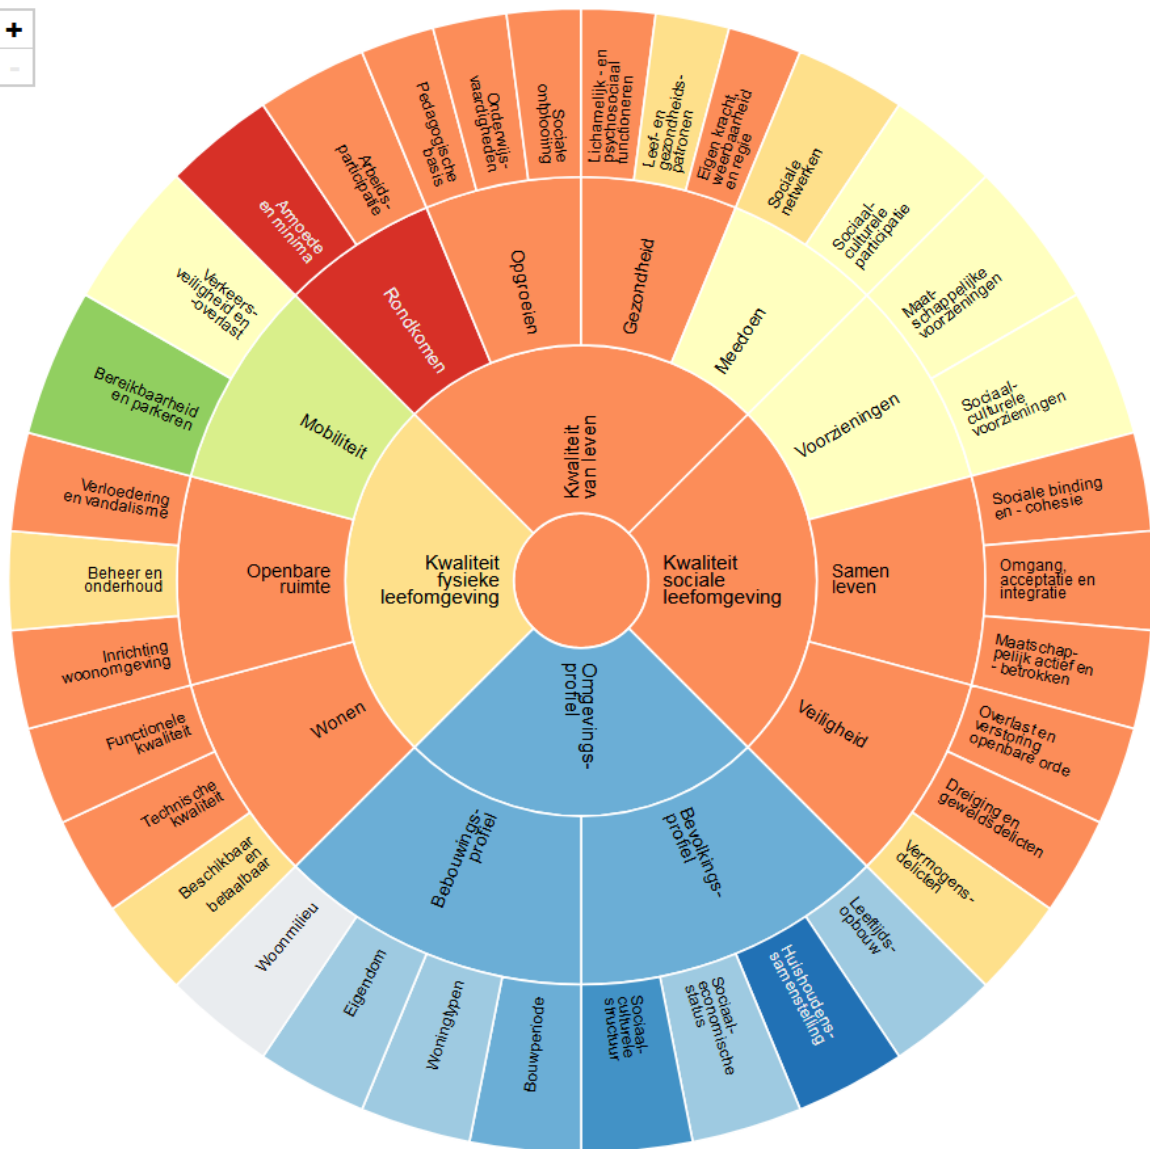 +
-
Kwaliteit
van leven
Kwaliteit
sociale
leefomgeving
Omgevings-
profiel
Kwaliteit
fysieke
leefomgeving
Opgroeien
Gezondheid
Meedoen
Voorzieningen
Samen
leven
Veiligheid
Bevolkings-
profiel
Bebouwings-
profiel
Wonen
Openbare
ruimte
Mobiliteit
Rondkomen
Lichamelijk - en
psychosociaal
functioneren
Leef- en
gezondheids-
patronen
Eigen kracht,
weerbaarheid
en regie
Sociale
netwerken
Sociaal-
culturele
participatie
Maat-
schappelijke
voorzieningen
Sociaal-
culturele
voorzieningen
Sociale binding
en - cohesie
Omgang,
acceptatie en
integratie
Maatschap-
pelijk actief en
- betrokken
Overlast en
verstoring
openbare orde
Dreiging en
geweldsdelicten
Vermogens-
delicten
Leeftijds-
opbouw
Huishoudens-
samenstelling
Sociaal-
economische
status
Sociaal-
culturele
structuur
Bouwperiode
Woningtypen
Eigendom
Woonmilieu
Beschikbaar
en
betaalbaar
Technische
kwaliteit
Functionele
kwaliteit
Inrichting
woonomgeving
Beheer en
onderhoud
Verloedering
en vandalisme
Bereikbaarheid
en parkeren
Verkeers-
veiligheid en
-overlast
Armoede
en minima
Arbeids-
participatie
Pedagogische
basis
Onderwijs-
vaardigheden
Sociale
ontplooiing